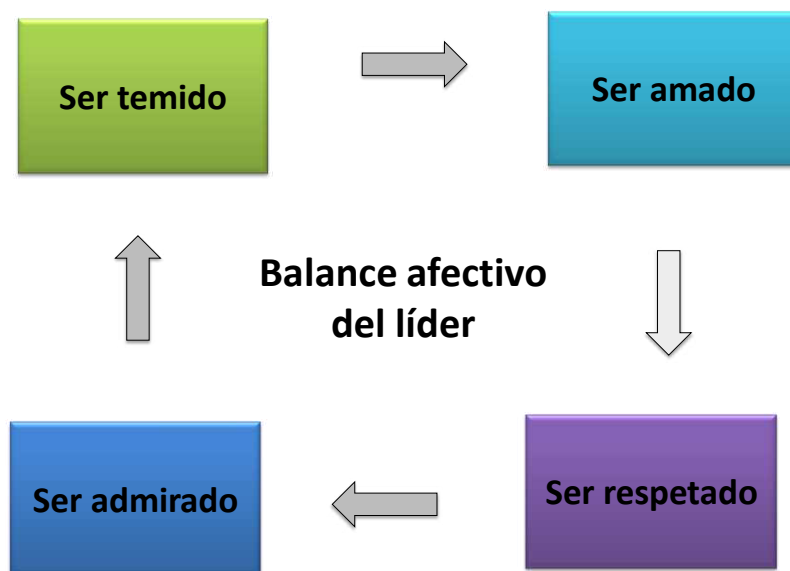 Ser temido
Ser amado
Balance afectivo
del líder
Ser admirado
Ser respetado